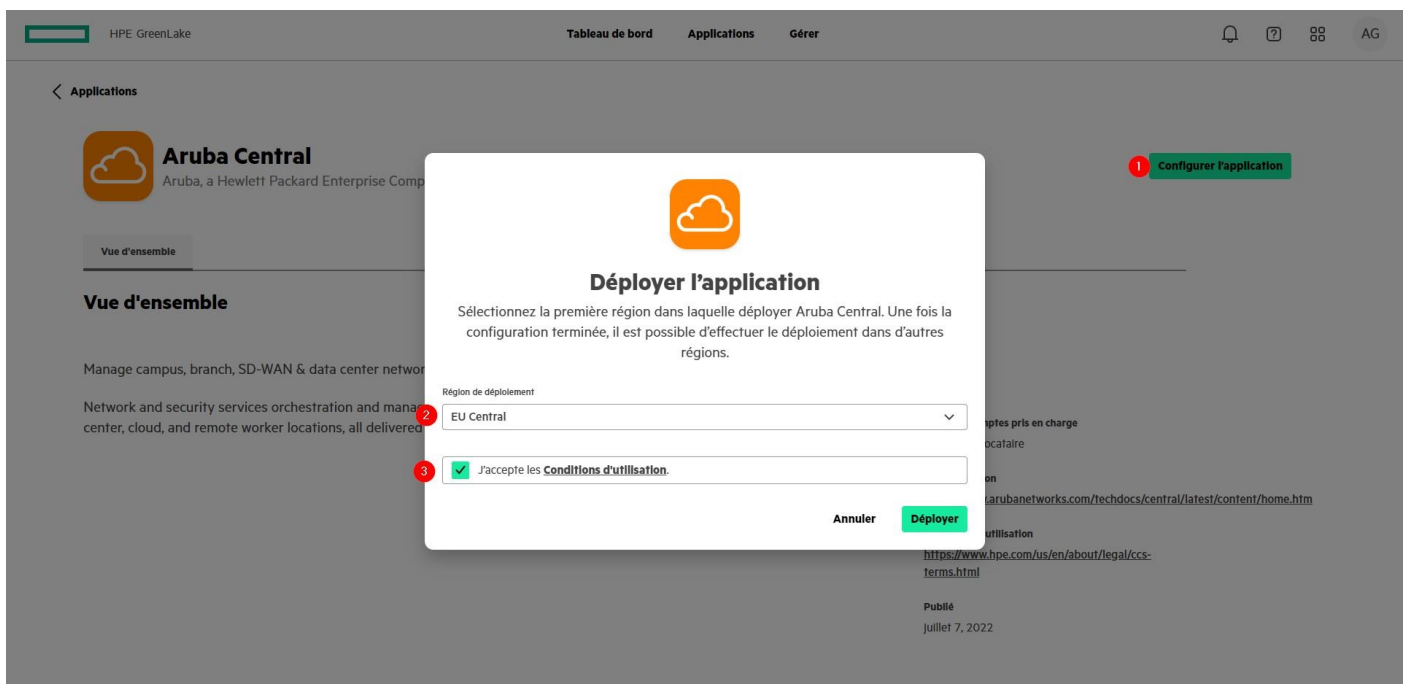 HPE GreenLake
Tableau de bord
Applications
Gérer
AG
Applications
Aruba Central
Aruba, a Hewlett Packard Enterprise Comp
1
Configurer l'application
Vue d'ensemble
Vue d'ensemble
Manage campus, branch, SD-WAN & data center networ
Network and security services orchestration and mana
center, cloud, and remote worker locations, all delivered
Déployer l'application
Sélectionnez la première région dans laquelle déployer Aruba Central. Une fois la
configuration terminée, il est possible d'effectuer le déploiement dans d'autres
régions.
Région de déploiement
2
EU Central
3
J'accepte les Conditions d'utilisation.
Annuler
Déployer
mptes pris en charge
ocataire
on
.arubanetworks.com/techdocs/central/latest/content/home.htm
utilisation
https://www.hpe.com/us/en/about/legal/ccs-
terms.html
Publié
juillet 7, 2022